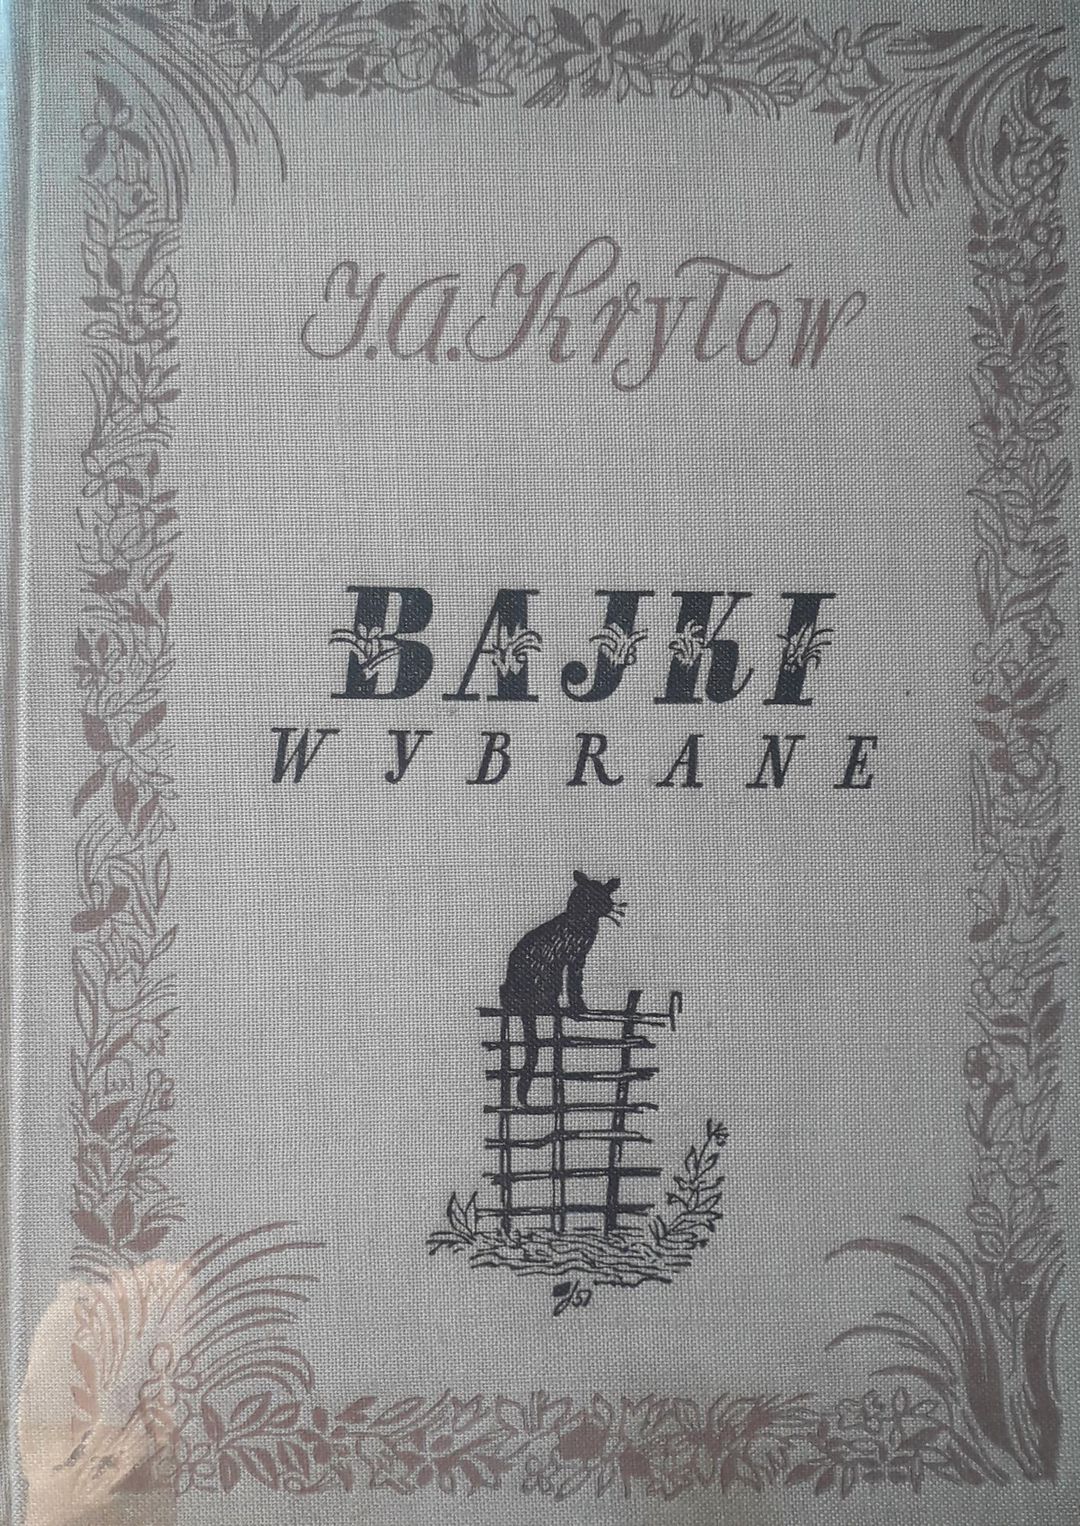 I. A. Kryłow
BAJKI
WYBRANE